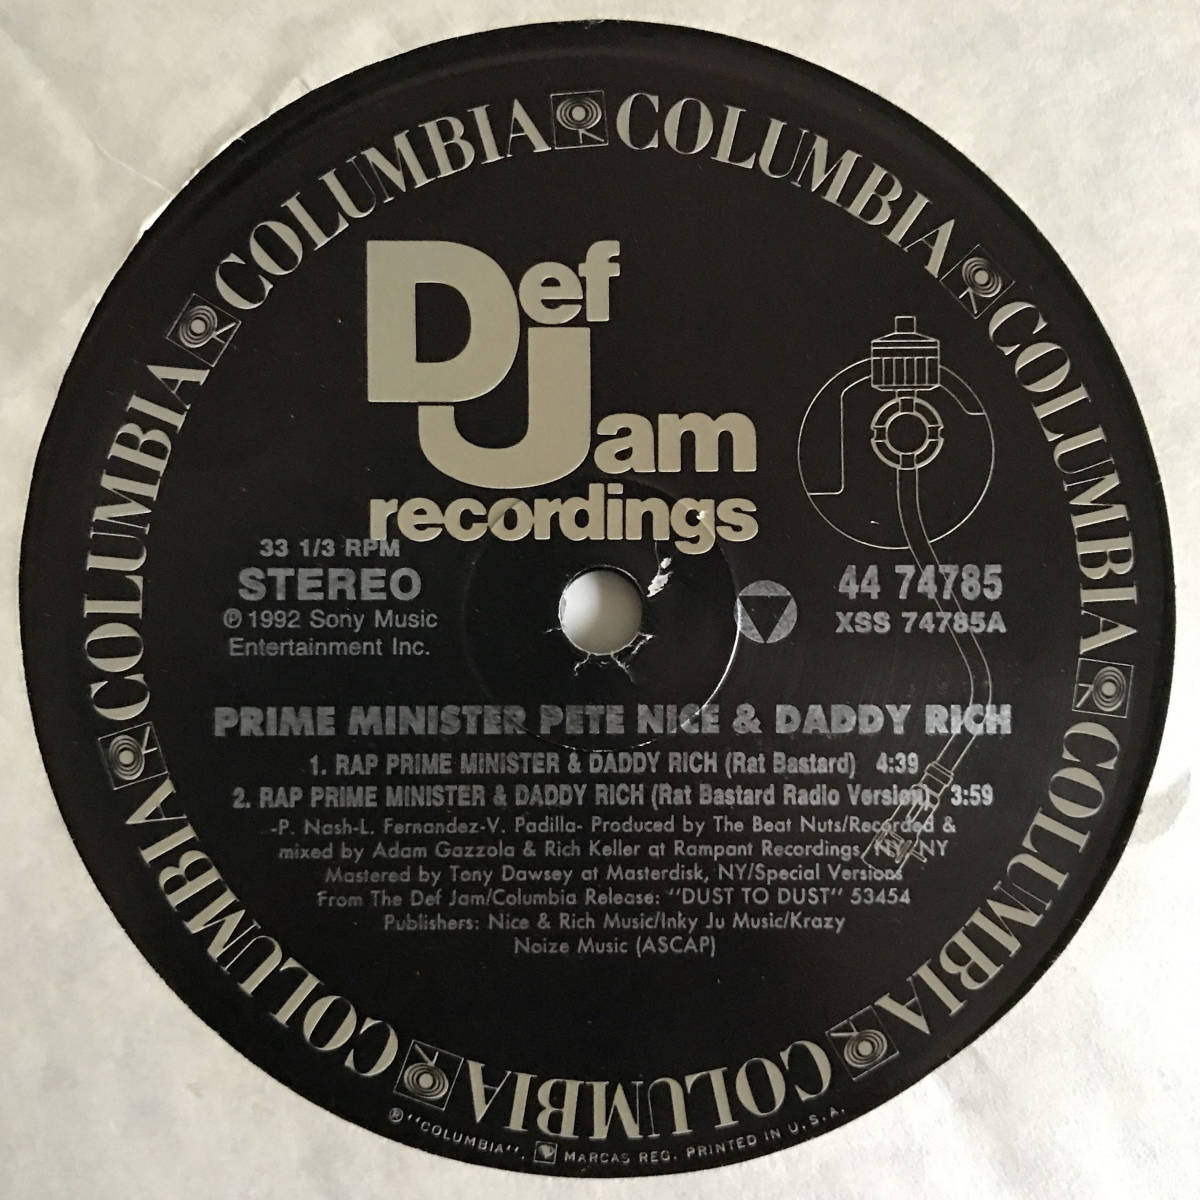 COLUMBIA COLUMBIA COLUMBIA COLUMBIA COLUMBIA COLUMBIA COLUMBIA COLUMBIA COLUMBIA
Def
Jam
recordings
33 1/3 RPM
STEREO
℗ 1992 Sony Music
Entertainment Inc.
44 74785
XSS 74785A
PRIME MINISTER PETE NICE & DADDY RICH
1. RAP PRIME MINISTER & DADDY RICH (Rat Bastard) 4:39
2. RAP PRIME MINISTER & DADDY RICH (Rat Bastard Radio Version) 3:59
-P. Nash-L. Fernandez-V. Padilla- Produced by The Beat Nuts/Recorded &
mixed by Adam Gazzola & Rich Keller at Rampant Recordings, NY, NY
Mastered by Tony Dawsey at Masterdisk, NY/Special Versions
From The Def Jam/Columbia Release: "DUST TO DUST" 53454
Publishers: Nice & Rich Music/Inky Ju Music/Krazy
Noize Music (ASCAP)
® "COLUMBIA", MARCAS REG. PRINTED IN U.S.A.